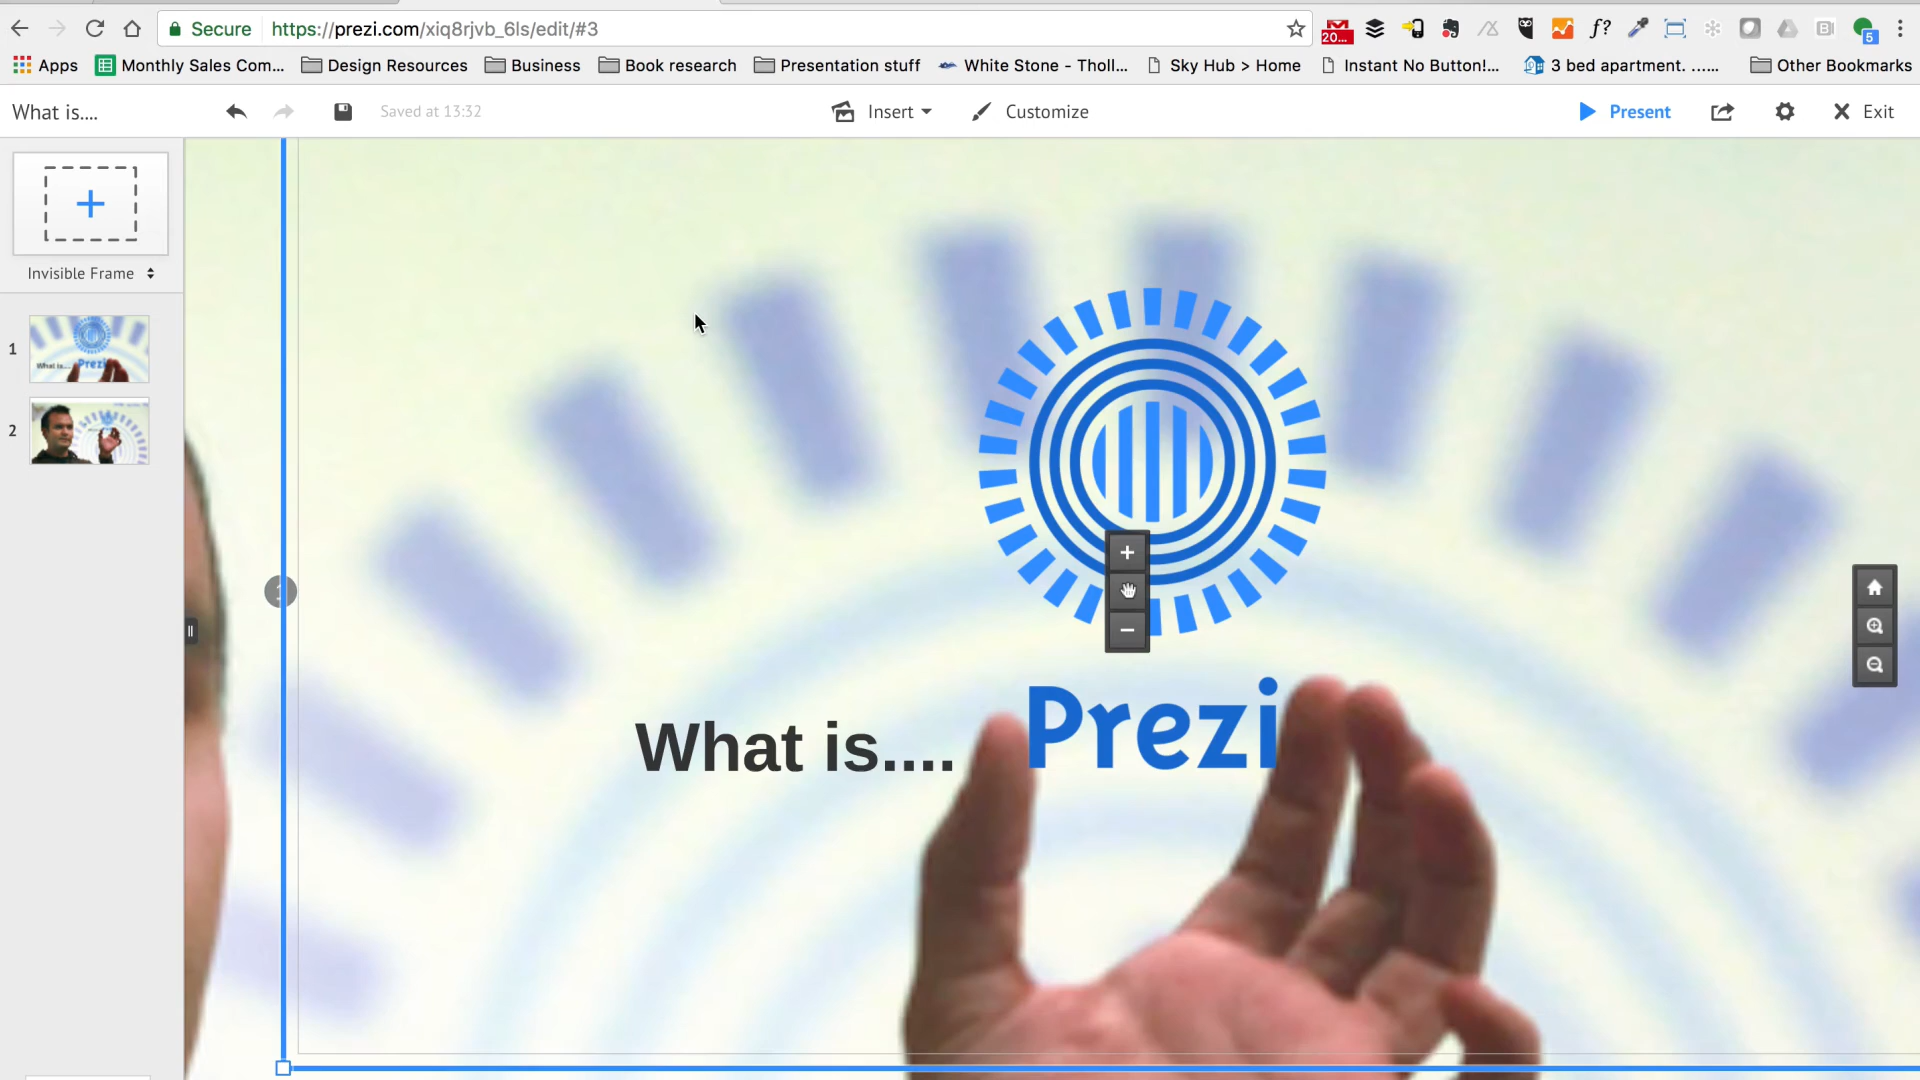 Secure https://prezi.com/xiq8rjvb_6ls/edit/#3
20... f? 5
Apps Monthly Sales Com... Design Resources Business Book research Presentation stuff White Stone - Tholl... Sky Hub > Home Instant No Button!... 3 bed apartment. ...... Other Bookmarks
What is.... Saved at 13:32 Insert Customize Present Exit
Invisible Frame
1
2
What is.... Prezi